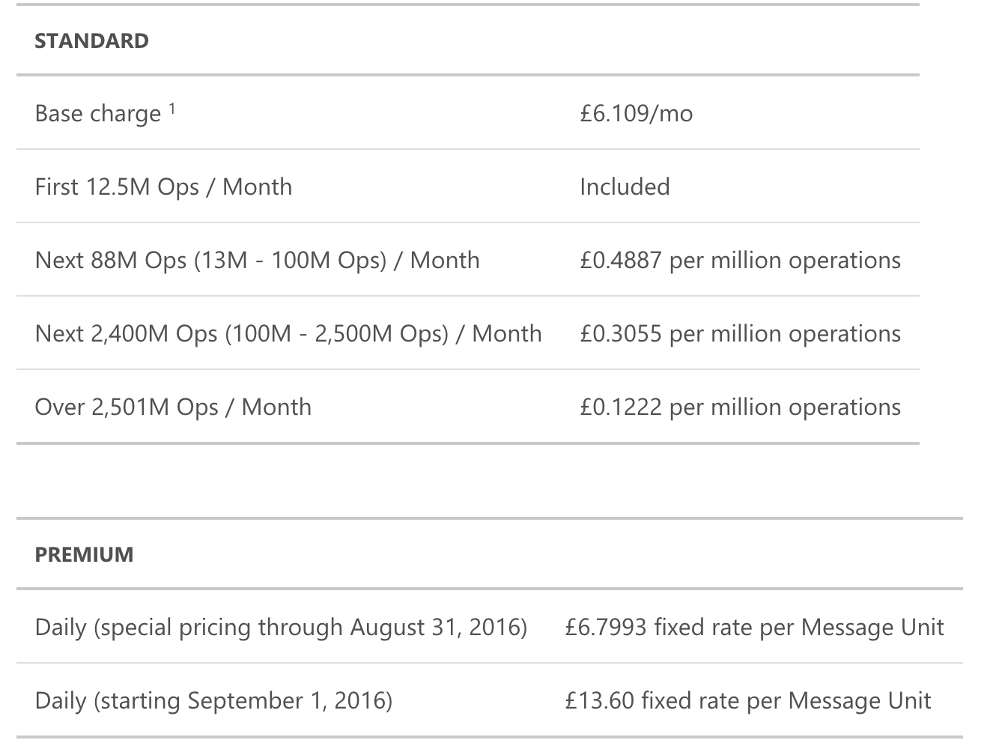 STANDARD
Base charge ¹ £6.109/mo
First 12.5M Ops / Month Included
Next 88M Ops (13M - 100M Ops) / Month £0.4887 per million operations
Next 2,400M Ops (100M - 2,500M Ops) / Month £0.3055 per million operations
Over 2,501M Ops / Month £0.1222 per million operations
PREMIUM
Daily (special pricing through August 31, 2016) £6.7993 fixed rate per Message Unit
Daily (starting September 1, 2016) £13.60 fixed rate per Message Unit